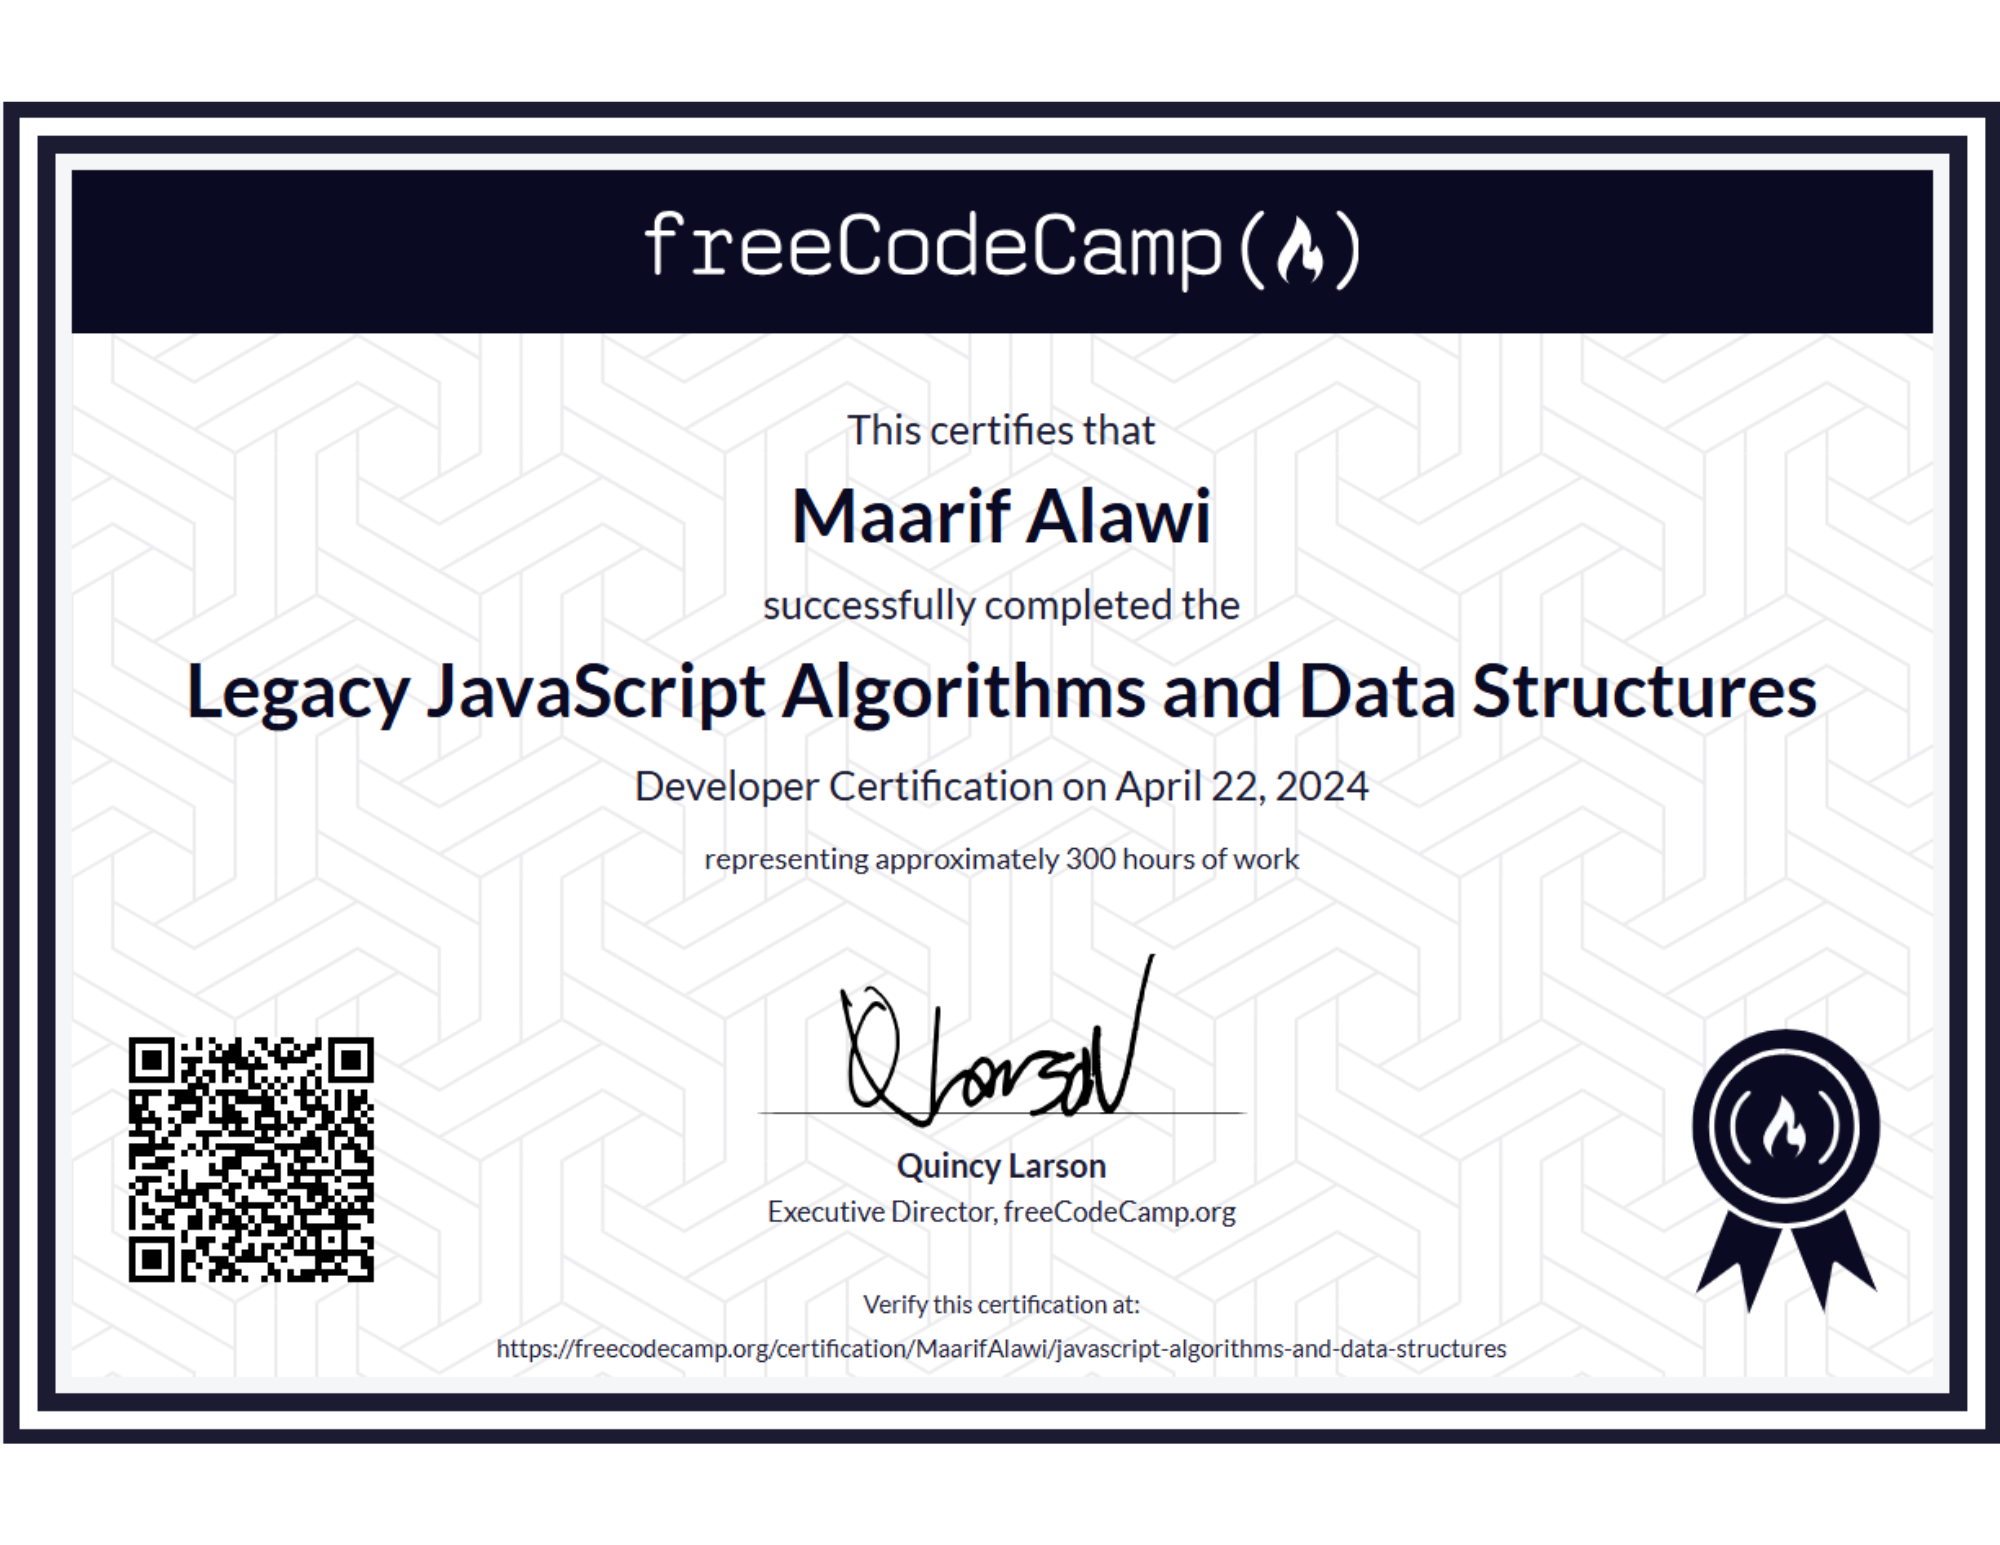 freeCodeCamp
This certifies that
Maarif Alawi
successfully completed the
Legacy JavaScript Algorithms and Data Structures
Developer Certification on April 22, 2024
representing approximately 300 hours of work
Q Larson
Quincy Larson
Executive Director, freeCodeCamp.org
Verify this certification at:
https://freecodecamp.org/certification/MaarifAlawi/javascript-algorithms-and-data-structures